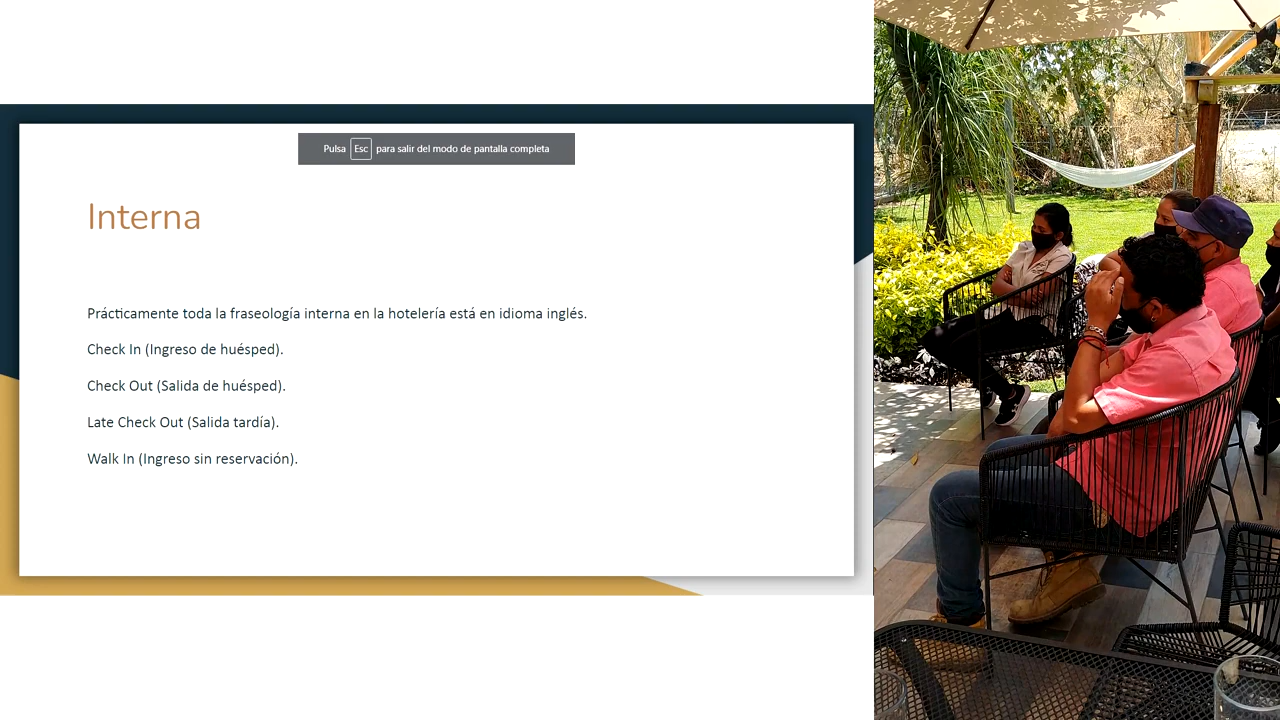 Pulsa Esc para salir del modo de pantalla completa
Interna
Prácticamente toda la fraseología interna en la hotelería está en idioma inglés.
Check In (Ingreso de huésped).
Check Out (Salida de huésped).
Late Check Out (Salida tardía).
Walk In (Ingreso sin reservación).